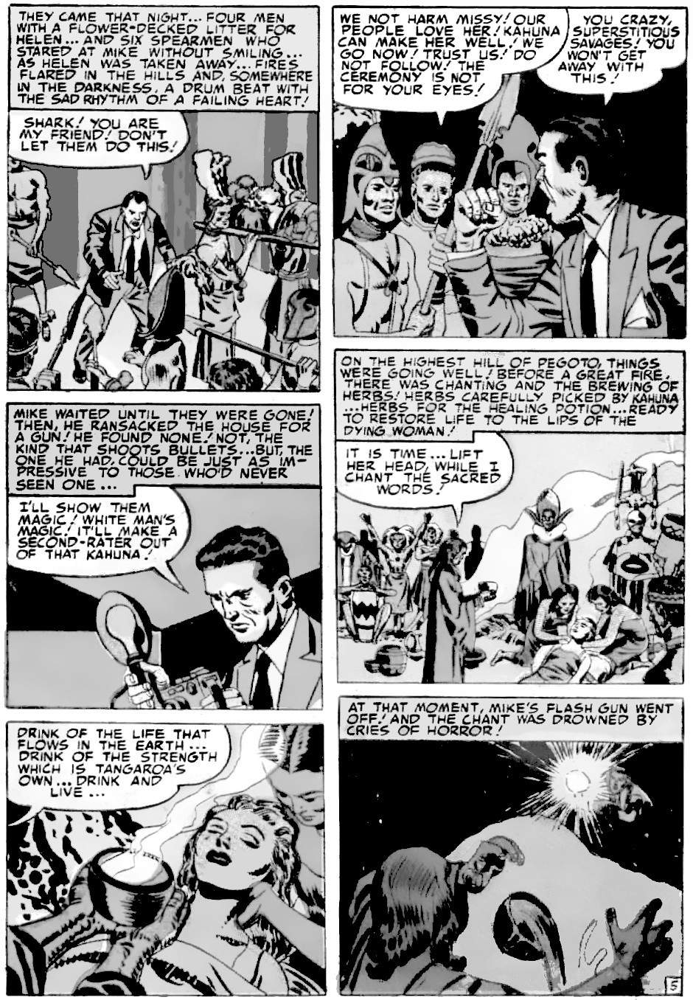 THEY CAME THAT NIGHT... FOUR MEN
WITH A FLOWER-DECKED LITTER FOR
HELEN... AND SIX SPEARMEN WHO
STARED AT MIKE WITHOUT SMILING...
AS HELEN WAS TAKEN AWAY... FIRES
FLARED IN THE HILLS AND, SOMEWHERE
IN THE DARKNESS, A DRUM BEAT WITH
THE SAD RHYTHM OF A FAILING HEART!
SHARK! YOU ARE
MY FRIEND! DON'T
LET THEM DO THIS!
WE NOT HARM MISSY! OUR
PEOPLE LOVE HER! KAHUNA
CAN MAKE HER WELL! WE
GO NOW! TRUST US! DO
NOT FOLLOW! THE
CEREMONY IS NOT
FOR YOUR EYES!
YOU CRAZY,
SUPERSTITIOUS
SAVAGES! YOU
WON'T GET
AWAY WITH
THIS!
MIKE WAITED UNTIL THEY WERE GONE!
THEN, HE RANSACKED THE HOUSE FOR
A GUN! HE FOUND NONE! NOT, THE
KIND THAT SHOOTS BULLETS... BUT, THE
ONE HE HAD, COULD BE JUST AS IM-
PRESSIVE TO THOSE WHO'D NEVER
SEEN ONE...
I'LL SHOW THEM
MAGIC! WHITE MAN'S
MAGIC! IT'LL MAKE A
SECOND-RATER OUT
OF THAT KAHUNA!
ON THE HIGHEST HILL OF PEGOTO, THINGS
WERE GOING WELL! BEFORE A GREAT FIRE,
THERE WAS CHANTING AND THE BREWING OF
HERBS! HERBS CAREFULLY PICKED BY KAHUNA
...HERBS FOR THE HEALING POTION... READY
TO RESTORE LIFE TO THE LIPS OF THE
DYING WOMAN!
IT IS TIME... LIFT
HER HEAD, WHILE I
CHANT THE SACRED
WORDS!
DRINK OF THE LIFE THAT
FLOWS IN THE EARTH...
DRINK OF THE STRENGTH
WHICH IS TANGAROA'S
OWN... DRINK AND
LIVE...
AT THAT MOMENT, MIKE'S FLASH GUN WENT
OFF! AND THE CHANT WAS DROWNED BY
CRIES OF HORROR!
5